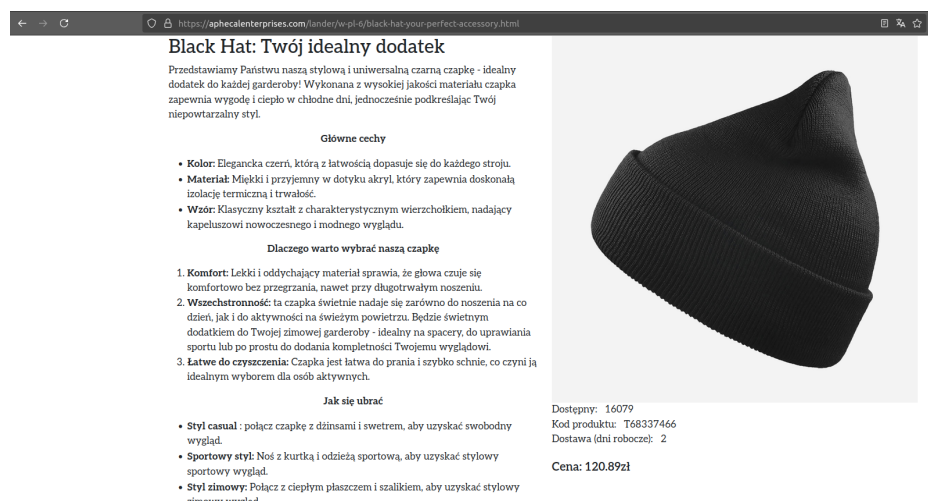 https://aphecalenterprises.com/lander/w-pl-6/black-hat-your-perfect-accessory.html
Black Hat: Twój idealny dodatek
Przedstawiamy Państwu naszą stylową i uniwersalną czarną czapkę - idealny
dodatek do każdej garderoby! Wykonana z wysokiej jakości materiału czapka
zapewnia wygodę i ciepło w chłodne dni, jednocześnie podkreślając Twój
niepowtarzalny styl.
Główne cechy
• Kolor: Elegancka czerń, którą z łatwością dopasuje się do każdego stroju.
• Materiał: Miękki i przyjemny w dotyku akryl, który zapewnia doskonałą
izolację termiczną i trwałość.
• Wzór: Klasyczny kształt z charakterystycznym wierzchołkiem, nadający
kapeluszowi nowoczesnego i modnego wyglądu.
Dlaczego warto wybrać naszą czapkę
1. Komfort: Lekki i oddychający materiał sprawia, że głowa czuje się
komfortowo bez przegrzania, nawet przy długotrwałym noszeniu.
2. Wszechstronność: ta czapka świetnie nadaje się zarówno do noszenia na co
dzień, jak i do aktywności na świeżym powietrzu. Będzie świetnym
dodatkiem do Twojej zimowej garderoby - idealny na spacery, do uprawiania
sportu lub po prostu do dodania kompletności Twojemu wyglądowi.
3. Łatwe do czyszczenia: Czapka jest łatwa do prania i szybko schnie, co czyni ją
idealnym wyborem dla osób aktywnych.
Jak się ubrać
• Styl casual : połącz czapkę z dżinsami i swetrem, aby uzyskać swobodny
wygląd.
• Sportowy styl: Noś z kurtką i odzieżą sportową, aby uzyskać stylowy
sportowy wygląd.
• Styl zimowy: Połącz z ciepłym płaszczem i szalikiem, aby uzyskać stylowy
zimowy wygląd.
Dostępny: 16079
Kod produktu: T68337466
Dostawa (dni robocze): 2
Cena: 120.89zł